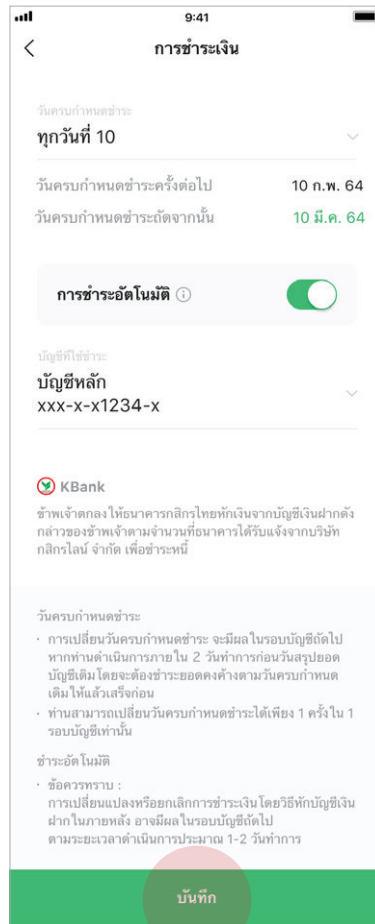 9:41
การชำระเงิน
วันครบกำหนดชำระ
ทุกวันที่ 10
วันครบกำหนดชำระครั้งต่อไป 10 ก.พ. 64
วันครบกำหนดชำระถัดจากนั้น 10 มี.ค. 64
การชำระอัตโนมัติ
บัญชีที่ใช้ชำระ
บัญชีหลัก
xxx-x-x1234-x
KBank
ข้าพเจ้าตกลงให้ธนาคารกสิกรไทยหักเงินจากบัญชีเงินฝากดัง
กล่าวของข้าพเจ้าตามจำนวนที่ธนาคารได้รับแจ้งจากบริษัท
กสิกรไลน์ จำกัด เพื่อชำระหนี้
วันครบกำหนดชำระ
· การเปลี่ยนวันครบกำหนดชำระ จะมีผลในรอบบัญชีถัดไป
หากท่านดำเนินการภายใน 2 วันทำการก่อนวันสรุปยอด
บัญชีเดิมโดยจะต้องชำระยอดคงค้างตามวันครบกำหนด
เดิมให้แล้วเสร็จก่อน
· ท่านสามารถเปลี่ยนวันครบกำหนดชำระได้เพียง 1 ครั้งใน 1
รอบบัญชีเท่านั้น
ชำระอัตโนมัติ
· ข้อควรทราบ :
การเปลี่ยนแปลงหรือยกเลิกการชำระเงินโดยวิธีหักบัญชีเงิน
ฝากในภายหลัง อาจมีผลในรอบบัญชีถัดไป
ตามระยะเวลาดำเนินการประมาณ 1-2 วันทำการ
บันทึก